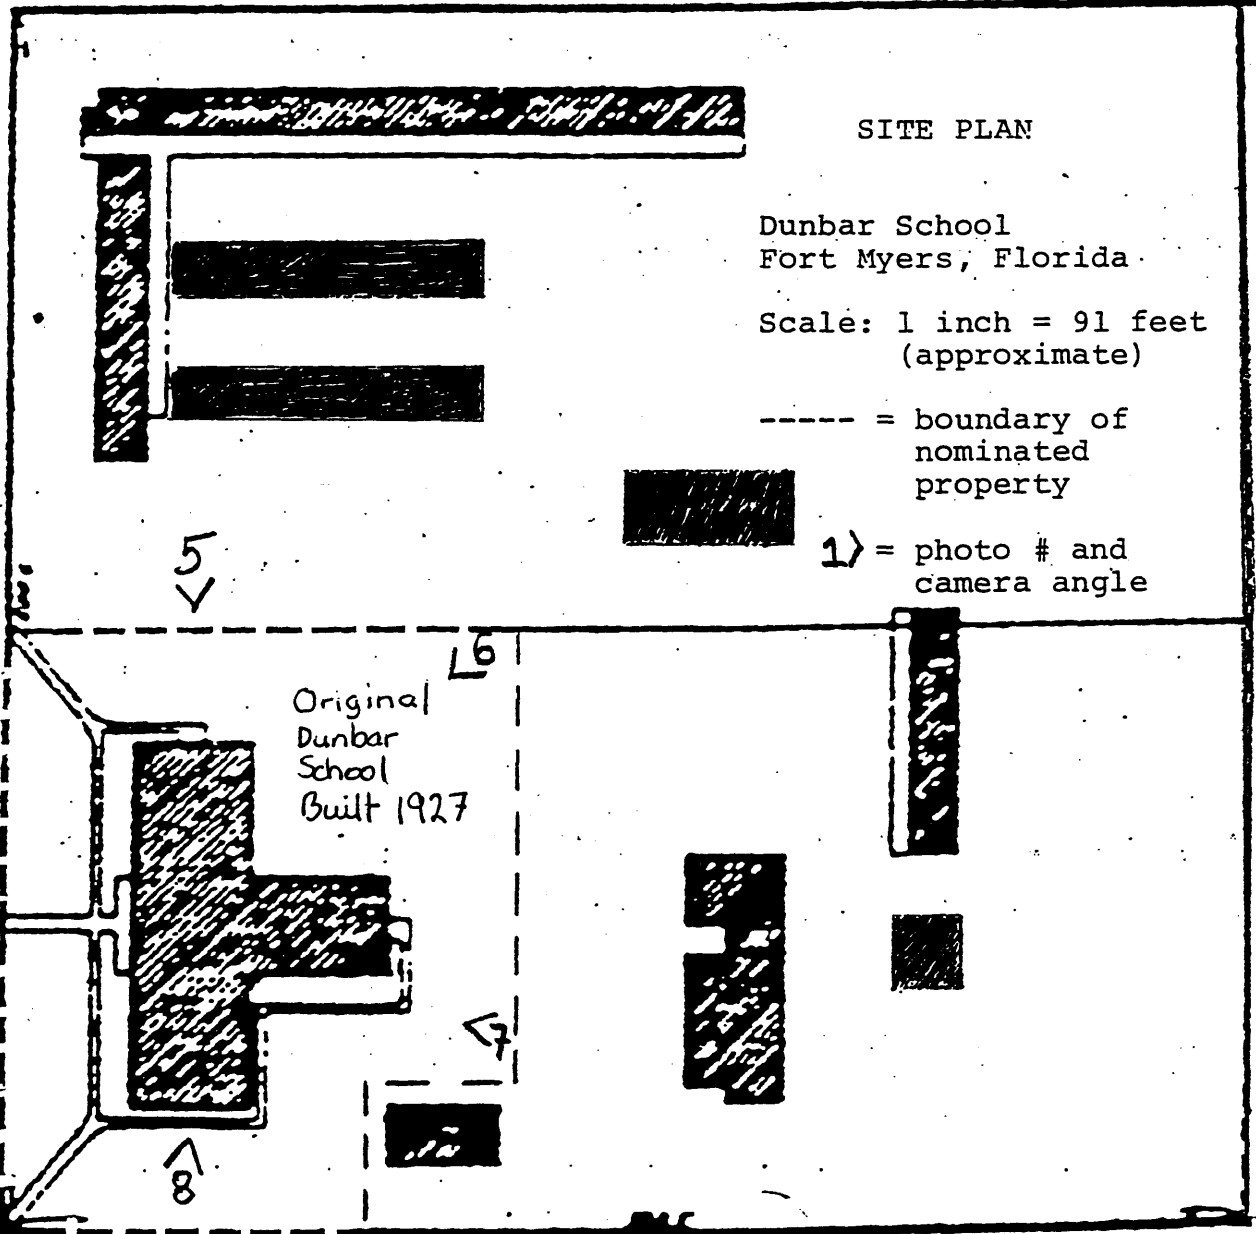 SITE PLAN
Dunbar School
Fort Myers, Florida
Scale: 1 inch = 91 feet
(approximate)
----- = boundary of
nominated
property
1> = photo # and
camera angle
5
6
Original
Dunbar
School
Built 1927
7
8